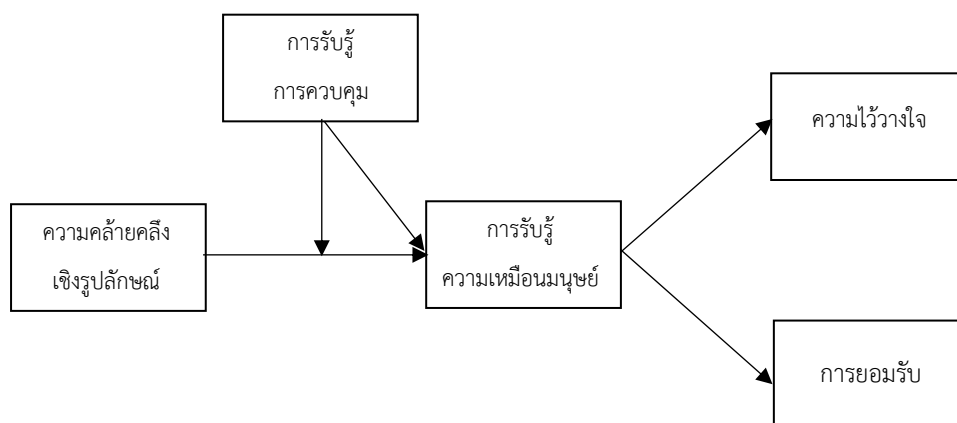 การรับรู้
การควบคุม
ความไว้วางใจ
ความคล้ายคลึง
เชิงรูปลักษณ์
การรับรู้
ความเหมือนมนุษย์
การยอมรับ